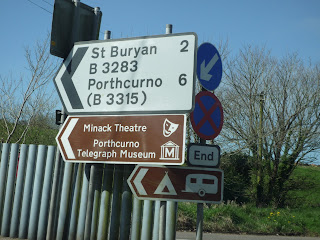 St Buryan 2
B 3283
Porthcurno 6
(B 3315)
Minack Theatre
Porthcurno
Telegraph Museum
End